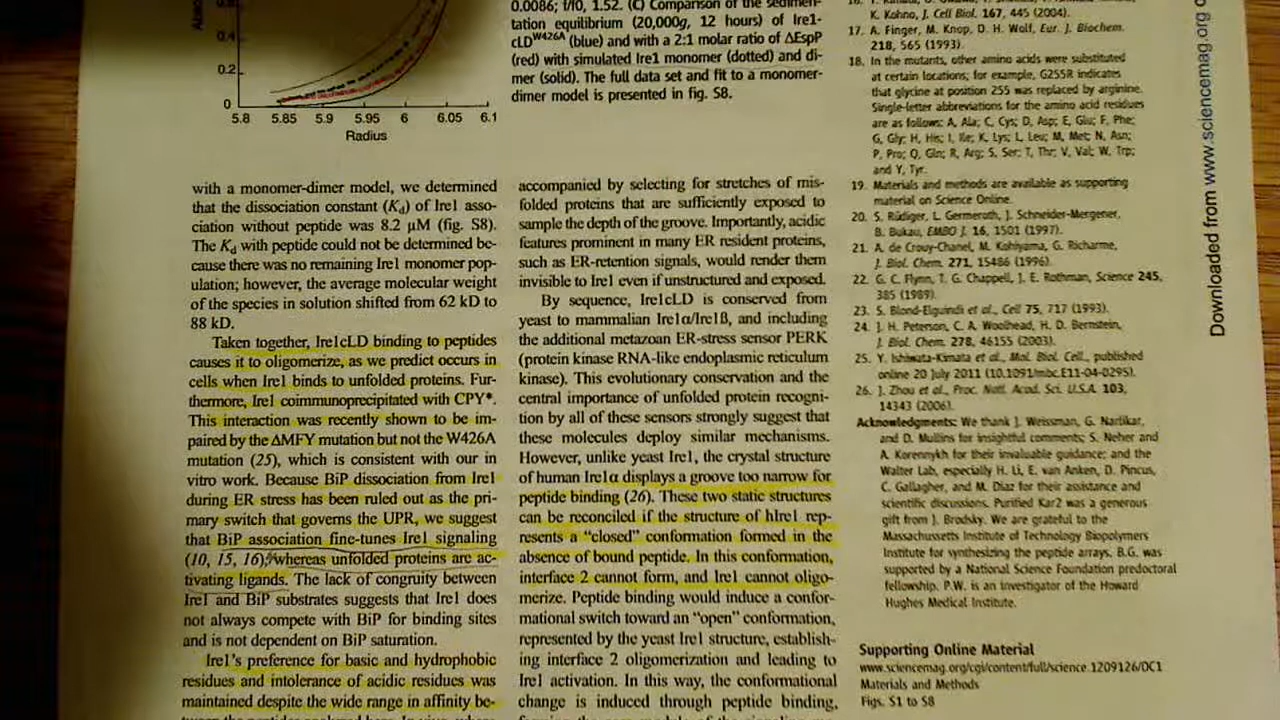 0.4
0.2
0
5.8 5.85 5.9 5.95 6 6.05 6.1
Radius
0.0086; f/f0, 1.52. (C) Comparison of the sedimen-
tation equilibrium (20,000g, 12 hours) of Ire1-
cLDW426A (blue) and with a 2:1 molar ratio of ΔEspP
(red) with simulated Ire1 monomer (dotted) and di-
mer (solid). The full data set and fit to a monomer-
dimer model is presented in fig. S8.
with a monomer-dimer model, we determined
that the dissociation constant (Kd) of Ire1 asso-
ciation without peptide was 8.2 μM (fig. S8).
The Kd with peptide could not be determined be-
cause there was no remaining Ire1 monomer pop-
ulation; however, the average molecular weight
of the species in solution shifted from 62 kD to
88 kD.
Taken together, Ire1cLD binding to peptides
causes it to oligomerize, as we predict occurs in
cells when Ire1 binds to unfolded proteins. Fur-
thermore, Ire1 coimmunoprecipitated with CPY*.
This interaction was recently shown to be im-
paired by the ΔMFY mutation but not the W426A
mutation (25), which is consistent with our in
vitro work. Because BiP dissociation from Ire1
during ER stress has been ruled out as the pri-
mary switch that governs the UPR, we suggest
that BiP association fine-tunes Ire1 signaling
(10, 15, 16), whereas unfolded proteins are ac-
tivating ligands. The lack of congruity between
Ire1 and BiP substrates suggests that Ire1 does
not always compete with BiP for binding sites
and is not dependent on BiP saturation.
Ire1's preference for basic and hydrophobic
residues and intolerance of acidic residues was
maintained despite the wide range in affinity be-
accompanied by selecting for stretches of mis-
folded proteins that are sufficiently exposed to
sample the depth of the groove. Importantly, acidic
features prominent in many ER resident proteins,
such as ER-retention signals, would render them
invisible to Ire1 even if unstructured and exposed.
By sequence, Ire1cLD is conserved from
yeast to mammalian Ire1α/Ire1β, and including
the additional metazoan ER-stress sensor PERK
(protein kinase RNA-like endoplasmic reticulum
kinase). This evolutionary conservation and the
central importance of unfolded protein recogni-
tion by all of these sensors strongly suggest that
these molecules deploy similar mechanisms.
However, unlike yeast Ire1, the crystal structure
of human Ire1α displays a groove too narrow for
peptide binding (26). These two static structures
can be reconciled if the structure of hIre1 rep-
resents a "closed" conformation formed in the
absence of bound peptide. In this conformation,
interface 2 cannot form, and Ire1 cannot oligo-
merize. Peptide binding would induce a confor-
mational switch toward an "open" conformation,
represented by the yeast Ire1 structure, establish-
ing interface 2 oligomerization and leading to
Ire1 activation. In this way, the conformational
change is induced through peptide binding,
K. Kohno, J. Cell Biol. 167, 445 (2004).
17. A. Finger, M. Knop, D. H. Wolf, Eur. J. Biochem.
218, 565 (1993).
18. In the mutants, other amino acids were substituted
at certain locations; for example, G255R indicates
that glycine at position 255 was replaced by arginine.
Single-letter abbreviations for the amino acid residues
are as follows: A, Ala; C, Cys; D, Asp; E, Glu; F, Phe;
G, Gly; H, His; I, Ile; K, Lys; L, Leu; M, Met; N, Asn;
P, Pro; Q, Gln; R, Arg; S, Ser; T, Thr; V, Val; W, Trp;
and Y, Tyr.
19. Materials and methods are available as supporting
material on Science Online.
20. S. Rüdiger, L. Germeroth, J. Schneider-Mergener,
B. Bukau, EMBO J. 16, 1501 (1997).
21. A. de Crouy-Chanel, M. Kohiyama, G. Richarme,
J. Biol. Chem. 271, 15486 (1996).
22. G. C. Flynn, T. G. Chappell, J. E. Rothman, Science 245,
385 (1989).
23. S. Blond-Elguindi et al., Cell 75, 717 (1993).
24. J. H. Peterson, C. A. Woolhead, H. D. Bernstein,
J. Biol. Chem. 278, 46155 (2003).
25. Y. Ishiwata-Kimata et al., Mol. Biol. Cell., published
online 20 July 2011 (10.1091/mbc.E11-04-0295).
26. J. Zhou et al., Proc. Natl. Acad. Sci. U.S.A. 103,
14343 (2006).
Acknowledgments: We thank J. Weissman, G. Narlikar,
and D. Mullins for insightful comments; S. Neher and
A. Korennykh for their invaluable guidance; and the
Walter Lab, especially H. Li, E. van Anken, D. Pincus,
C. Gallagher, and M. Diaz for their assistance and
scientific discussions. Purified Kar2 was a generous
gift from J. Brodsky. We are grateful to the
Massachusetts Institute of Technology Biopolymers
Institute for synthesizing the peptide arrays. B.G. was
supported by a National Science Foundation predoctoral
fellowship. P.W. is an investigator of the Howard
Hughes Medical Institute.
Supporting Online Material
www.sciencemag.org/cgi/content/full/science.1209126/DC1
Materials and Methods
Figs. S1 to S8
Downloaded from www.sciencemag.org